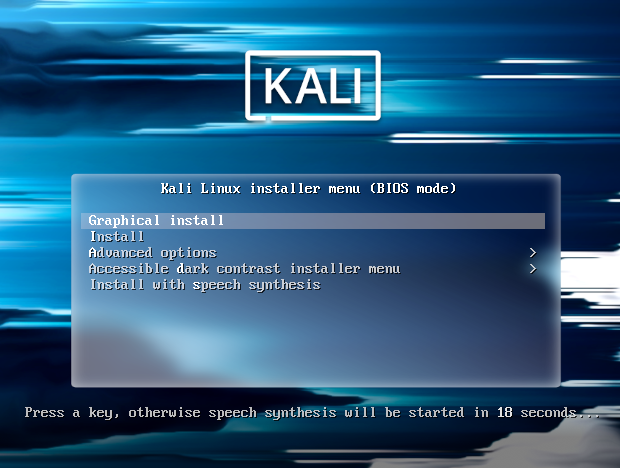 KALI
Kali Linux installer menu (BIOS mode)
Graphical install
Install
Advanced options >
Accessible dark contrast installer menu >
Install with speech synthesis
Press a key, otherwise speech synthesis will be started in 18 seconds...